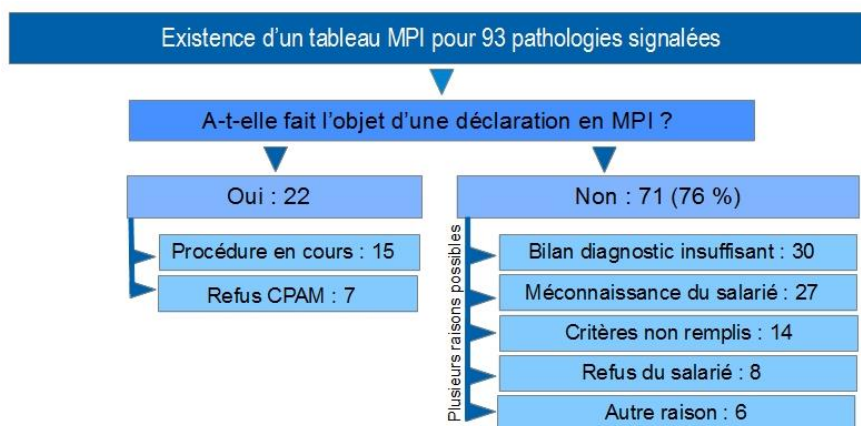 Existence d'un tableau MPI pour 93 pathologies signalées
A-t-elle fait l'objet d'une déclaration en MPI ?
Oui : 22
Procédure en cours : 15
Refus CPAM : 7
Non : 71 (76 %)
Plusieurs raisons possibles
Bilan diagnostic insuffisant : 30
Méconnaissance du salarié : 27
Critères non remplis : 14
Refus du salarié : 8
Autre raison : 6